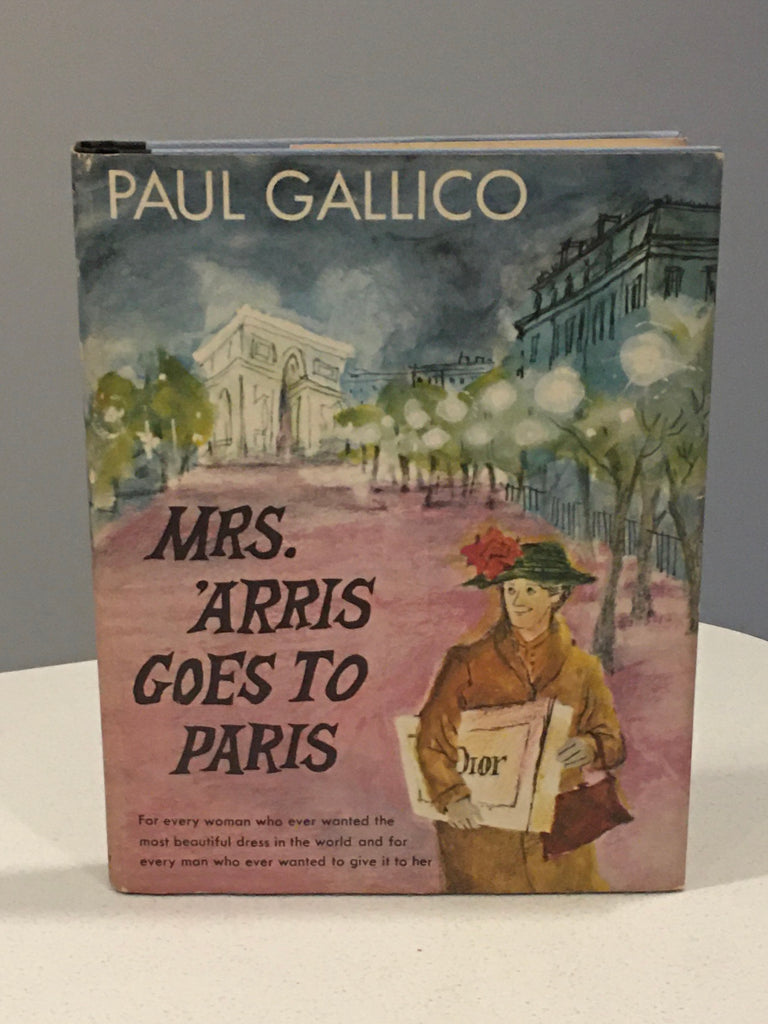 PAUL GALLICO
MRS.
'ARRIS
GOES TO
PARIS
Dior
For every woman who ever wanted the
most beautiful dress in the world and for
every man who ever wanted to give it to her